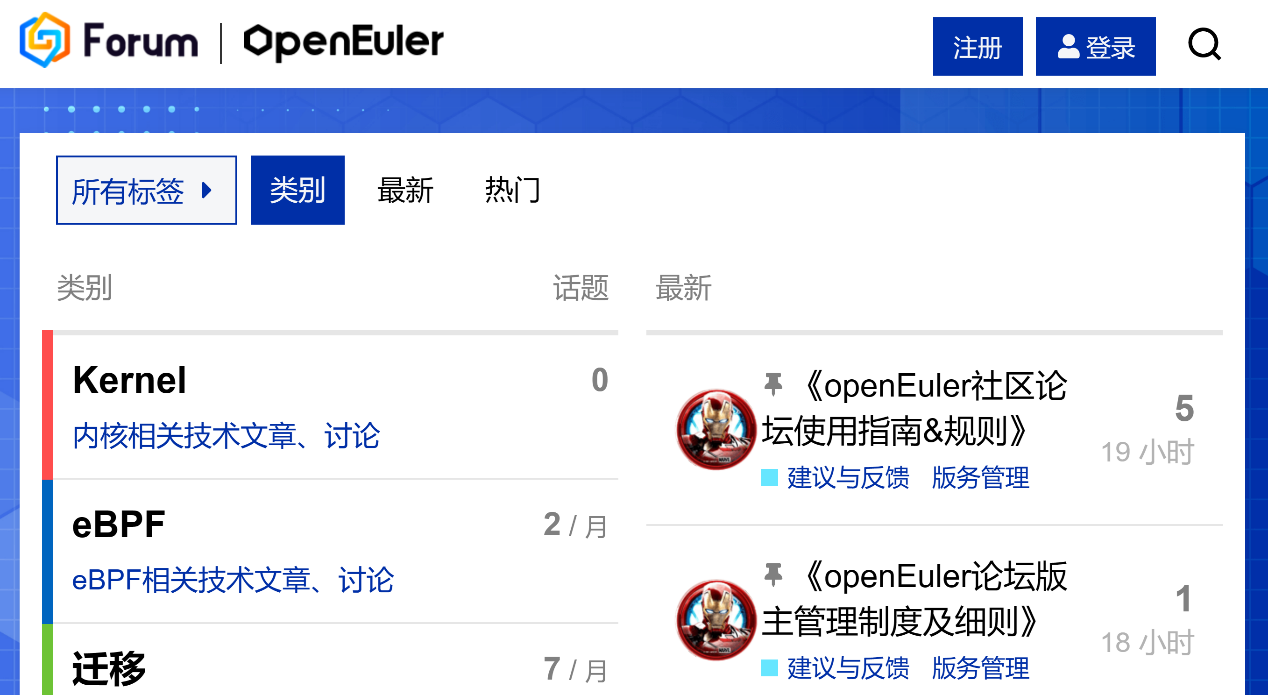 Forum | OpenEuler
注册
登录
所有标签
类别
最新
热门
类别
话题
Kernel
0
内核相关技术文章、讨论
eBPF
2 / 月
eBPF相关技术文章、讨论
迁移
7 / 月
最新
《openEuler社区论
坛使用指南&规则》
建议与反馈 版务管理
5
19 小时
《openEuler论坛版
主管理制度及细则》
建议与反馈 版务管理
1
18 小时